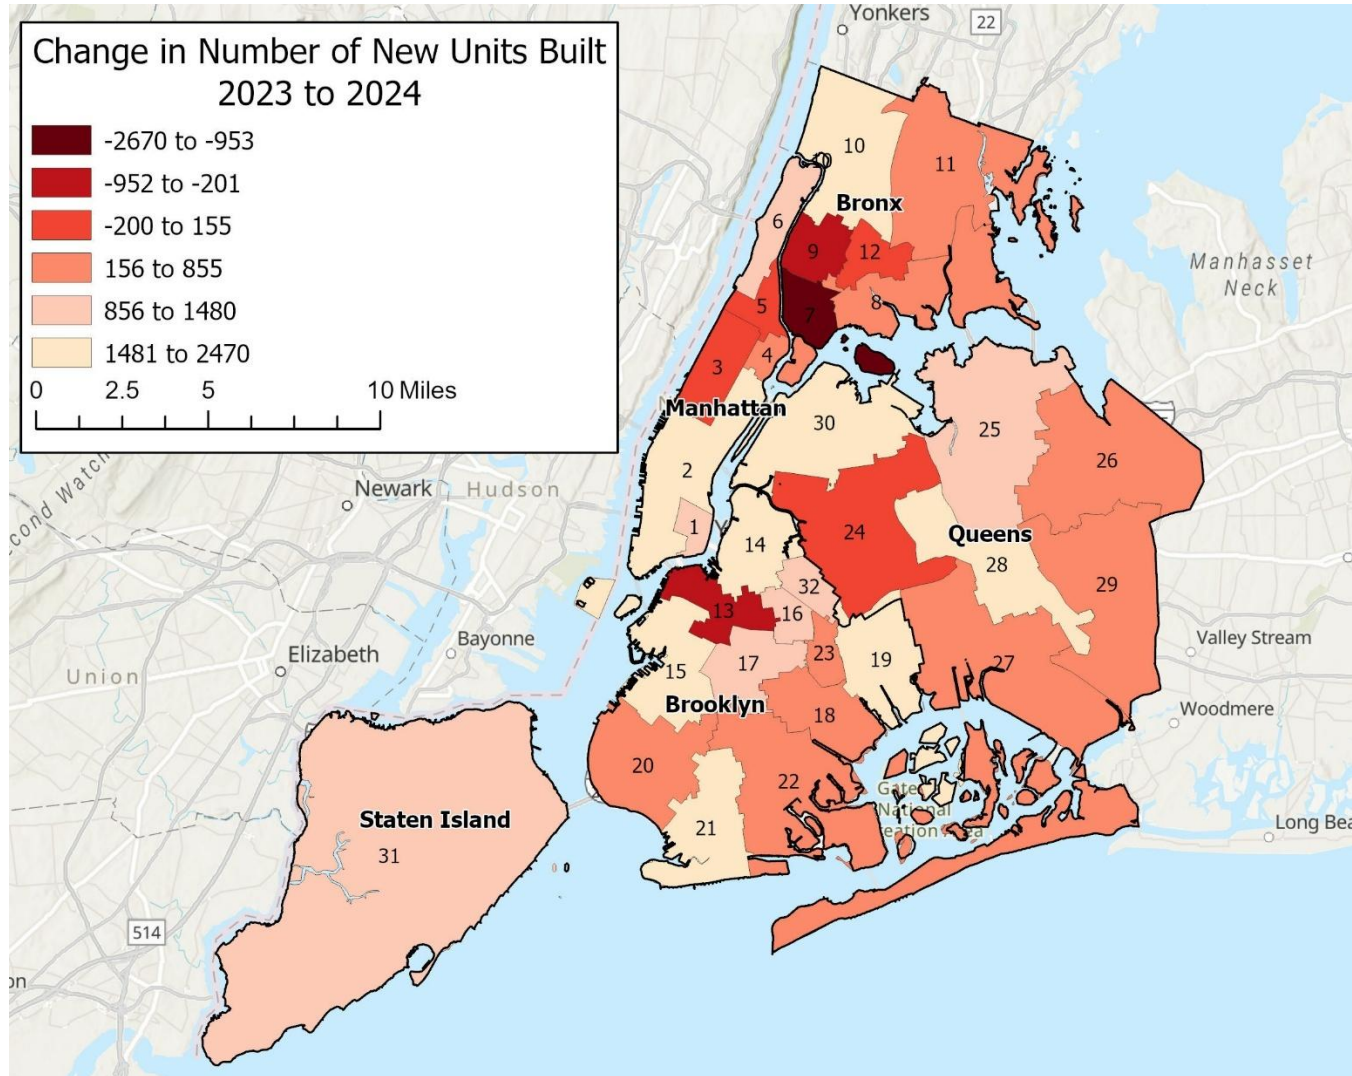 Change in Number of New Units Built
2023 to 2024
-2670 to -953
-952 to -201
-200 to 155
156 to 855
856 to 1480
1481 to 2470
0 2.5 5 10 Miles
Yonkers
22
10
11
10
Bronx
6
9
12
Manhasset
Neck
5
7
8
4
3
Manhattan
30
25
26
2
Newark
Hudson
1
14
24
Queens
28
29
32
13
16
Bayonne
Valley Stream
Elizabeth
Union
23
17
19
27
15
Brooklyn
18
Woodmere
20
22
National
21
Staten Island
31
514